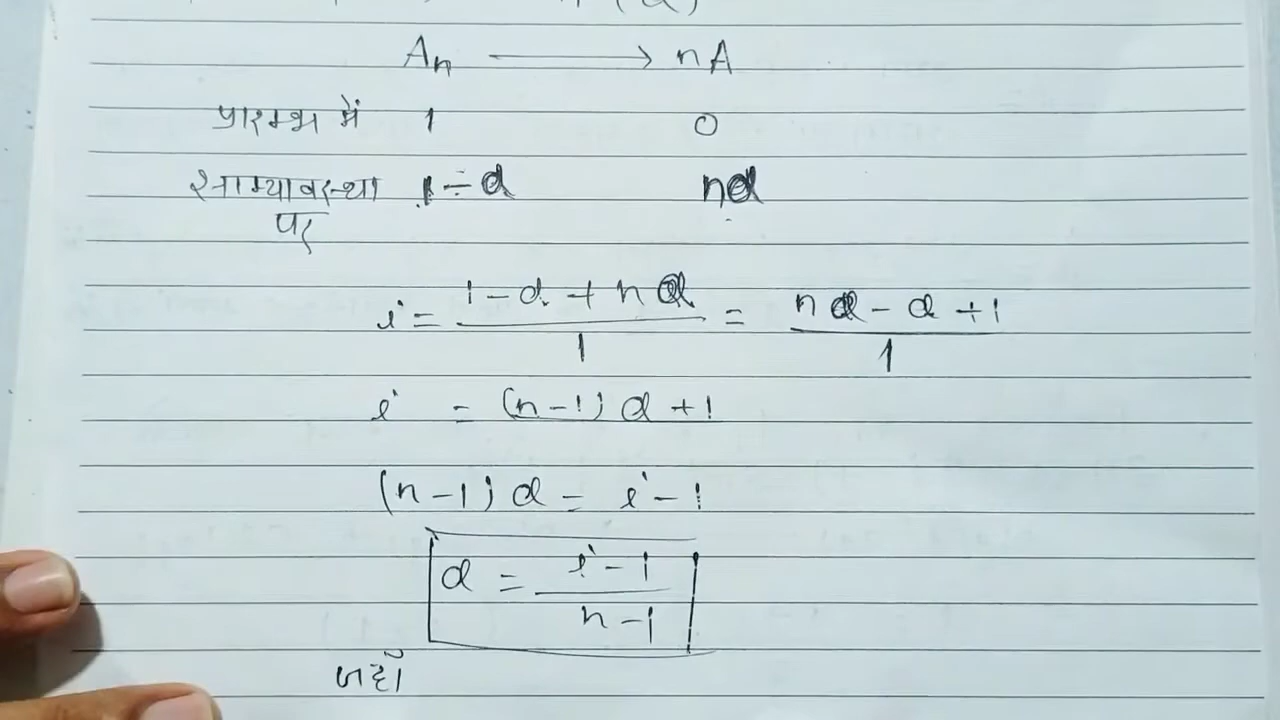 (α)
Aₙ ⟶ nA
प्रारम्भ में 1 0
साम्यावस्था 1 - α nα
पर
i = 1 - α + nα / 1 = nα - α + 1 / 1
i = (n-1) α + 1
(n-1) α = i - 1
α = i - 1 / n - 1
जहाँ